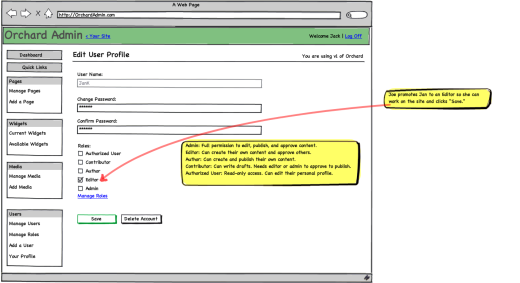 A Web Page
http://OrchardAdmin.com
Orchard Admin < Your Site
Welcome Jack | Log Off
Dashboard
Quick Links
Pages
Manage Pages
Add a Page
Widgets
Current Widgets
Available Widgets
Media
Manage Media
Add Media
Users
Manage Users
Manage Roles
Add a User
Your Profile
Edit User Profile
You are using v1 of Orchard
User Name:
Change Password:
******
Confirm Password:
******
Roles:
Authorized User
Contributor
Author
Editor
Admin
Manage Roles
Save
Delete Account
Admin: Full permission to edit, publish, and approve content.
Editor: Can create their own content and approve others.
Author: Can create and publish their own content.
Contributor: Can write drafts. Needs editor or admin to approve to publish.
Authorized User: Read-only access. Can edit their personal profile.
Joe promotes Jan to an Editor so she can
work on the site and clicks "Save."